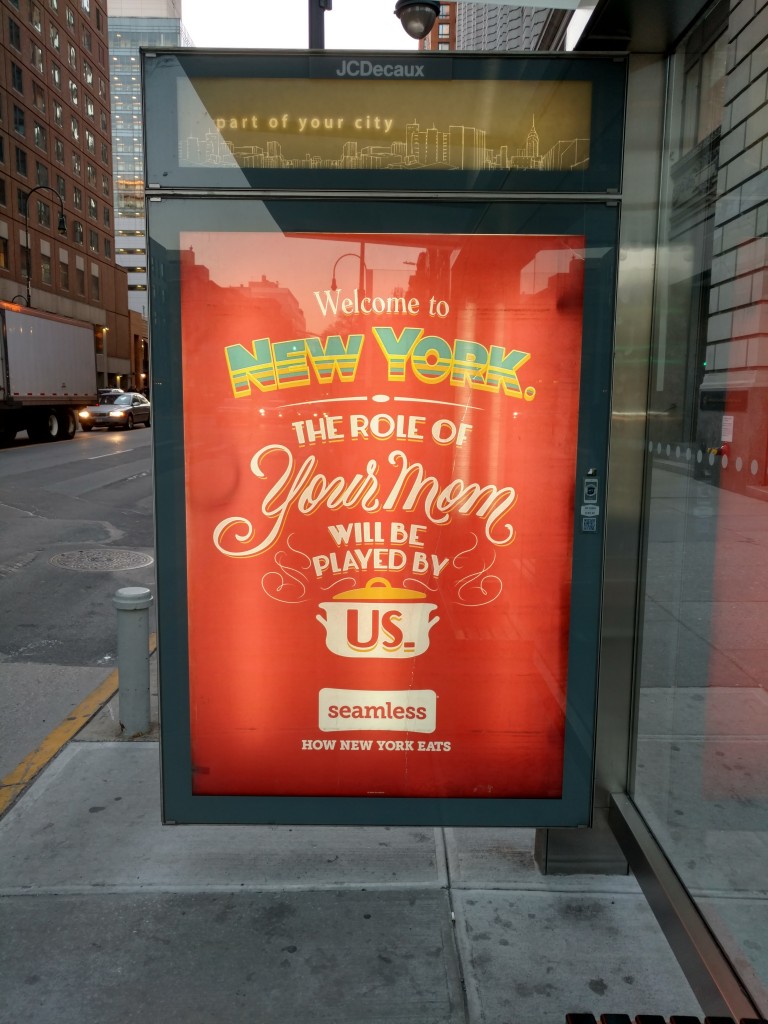 JCDecaux
part of your city
Welcome to
NEW YORK.
THE ROLE OF
Your Mom
WILL BE
PLAYED BY
US.
seamless
HOW NEW YORK EATS